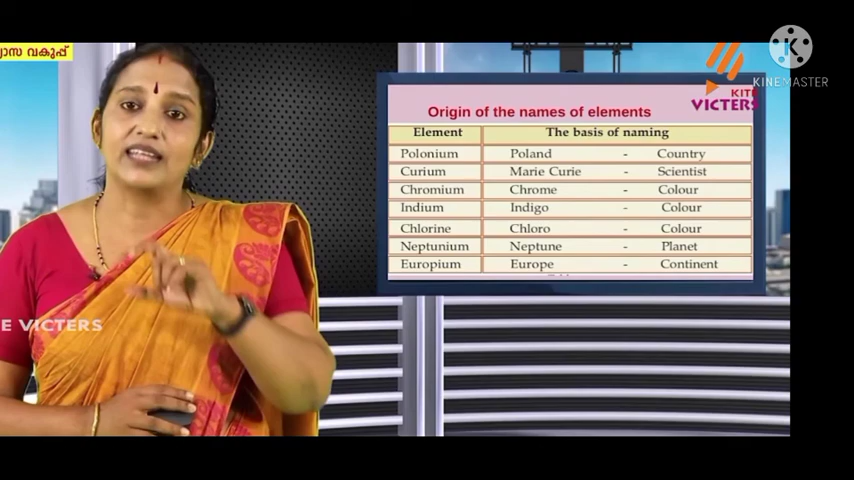 ്യാസ വകുപ്പ്
KINEMASTER
KITE
VICTERS
Origin of the names of elements
Element The basis of naming
Polonium Poland - Country
Curium Marie Curie - Scientist
Chromium Chrome - Colour
Indium Indigo - Colour
Chlorine Chloro - Colour
Neptunium Neptune - Planet
Europium Europe - Continent
E VICTERS